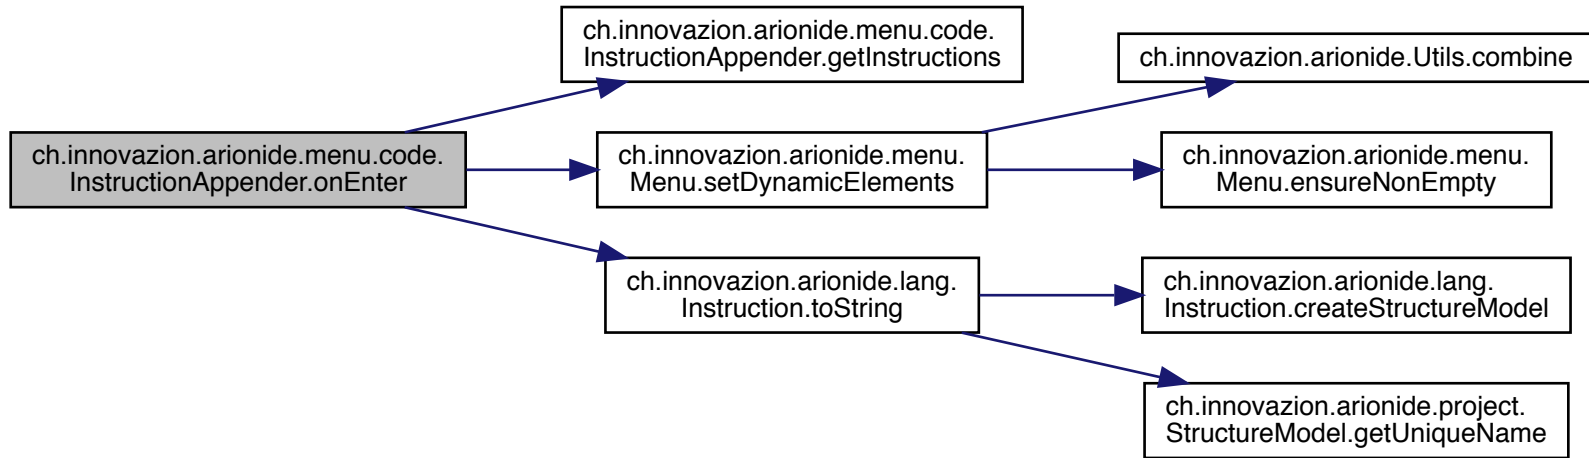 ch.innovazion.arionide.menu.code.
InstructionAppender.onEnter
ch.innovazion.arionide.menu.code.
InstructionAppender.getInstructions
ch.innovazion.arionide.menu.
Menu.setDynamicElements
ch.innovazion.arionide.lang.
Instruction.toString
ch.innovazion.arionide.Utils.combine
ch.innovazion.arionide.menu.
Menu.ensureNonEmpty
ch.innovazion.arionide.lang.
Instruction.createStructureModel
ch.innovazion.arionide.project.
StructureModel.getUniqueName